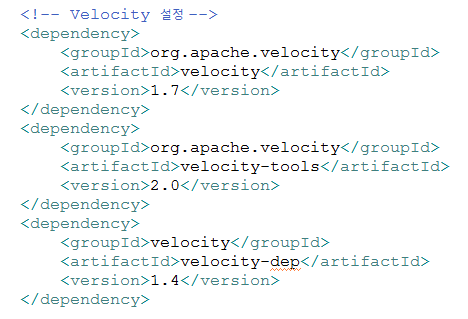 <!-- Velocity 설정 -->
<dependency>
<groupId>org.apache.velocity</groupId>
<artifactId>velocity</artifactId>
<version>1.7</version>
</dependency>
<dependency>
<groupId>org.apache.velocity</groupId>
<artifactId>velocity-tools</artifactId>
<version>2.0</version>
</dependency>
<dependency>
<groupId>velocity</groupId>
<artifactId>velocity-dep</artifactId>
<version>1.4</version>
</dependency>